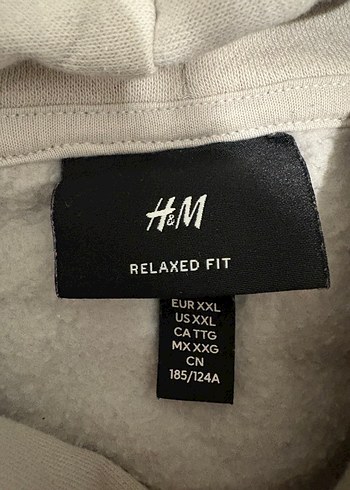 H&M
RELAXED FIT
EUR XXL
US XXL
CA TTG
MX XXG
CN
185/124A